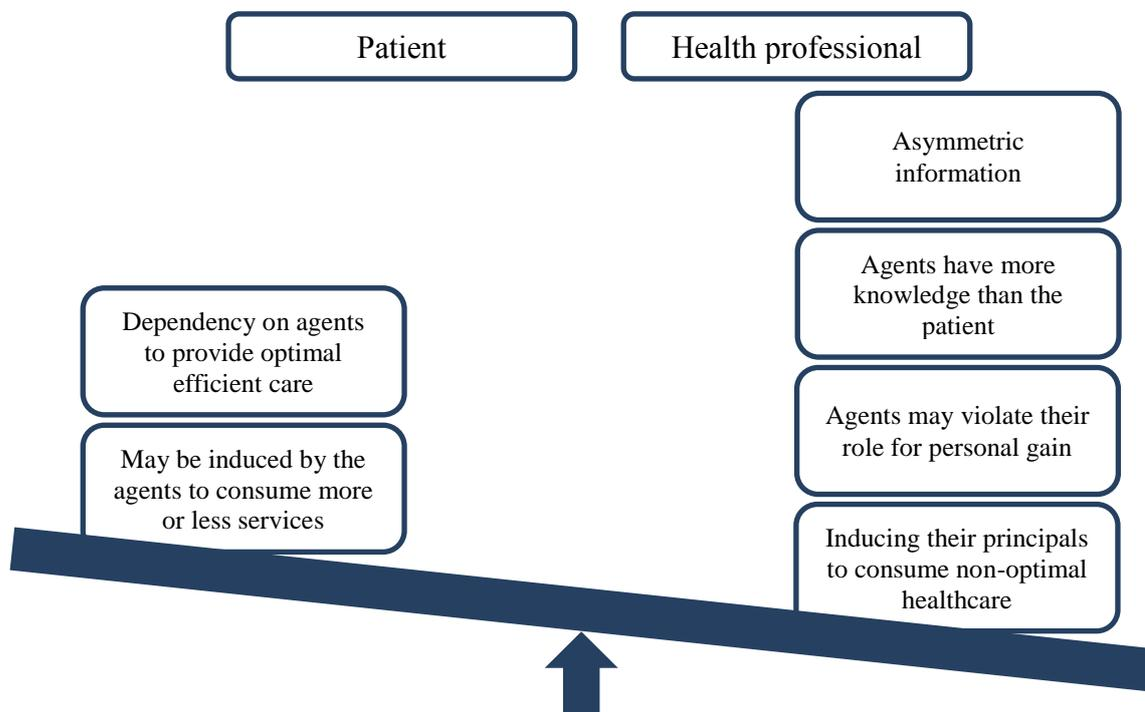 Patient
Health professional
Asymmetric
information
Agents have more
knowledge than the
patient
Dependency on agents
to provide optimal
efficient care
Agents may violate their
role for personal gain
May be induced by the
agents to consume more
or less services
Inducing their principals
to consume non-optimal
healthcare